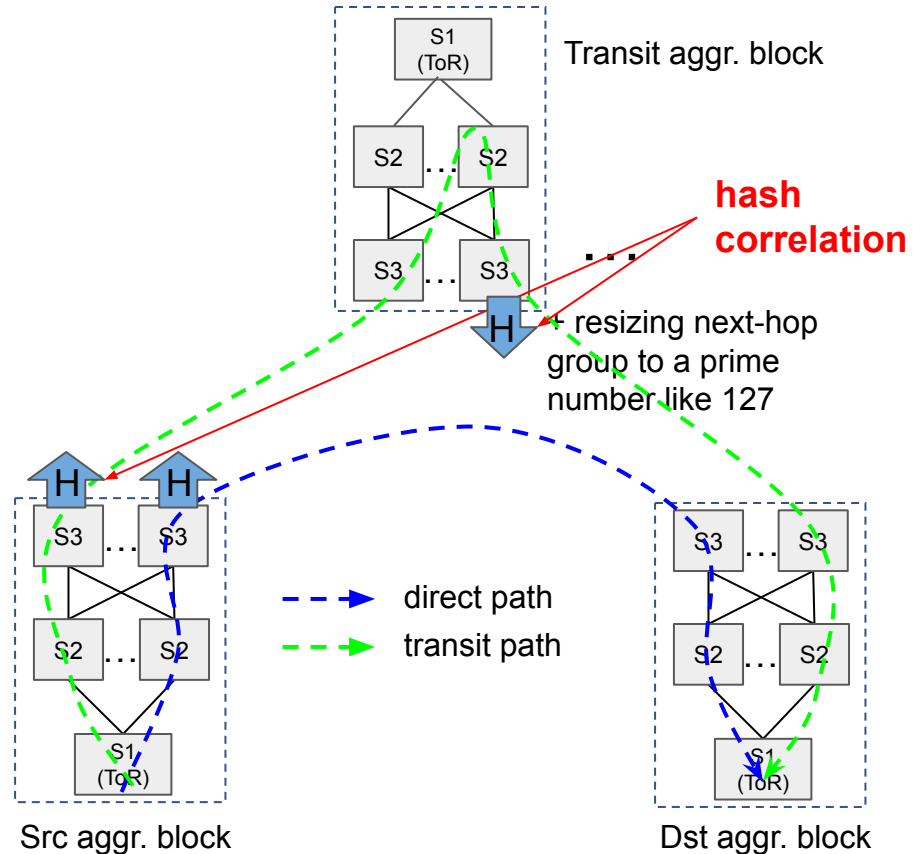 S1
(ToR)
Transit aggr. block
S2
...
S2
hash
correlation
S3
...
S3
...
H
+ resizing next-hop
group to a prime
number like 127
H
H
S3
...
S3
S3
...
S3
direct path
transit path
S2
...
S2
S2
...
S2
S1
(ToR)
S1
(ToR)
Src aggr. block
Dst aggr. block